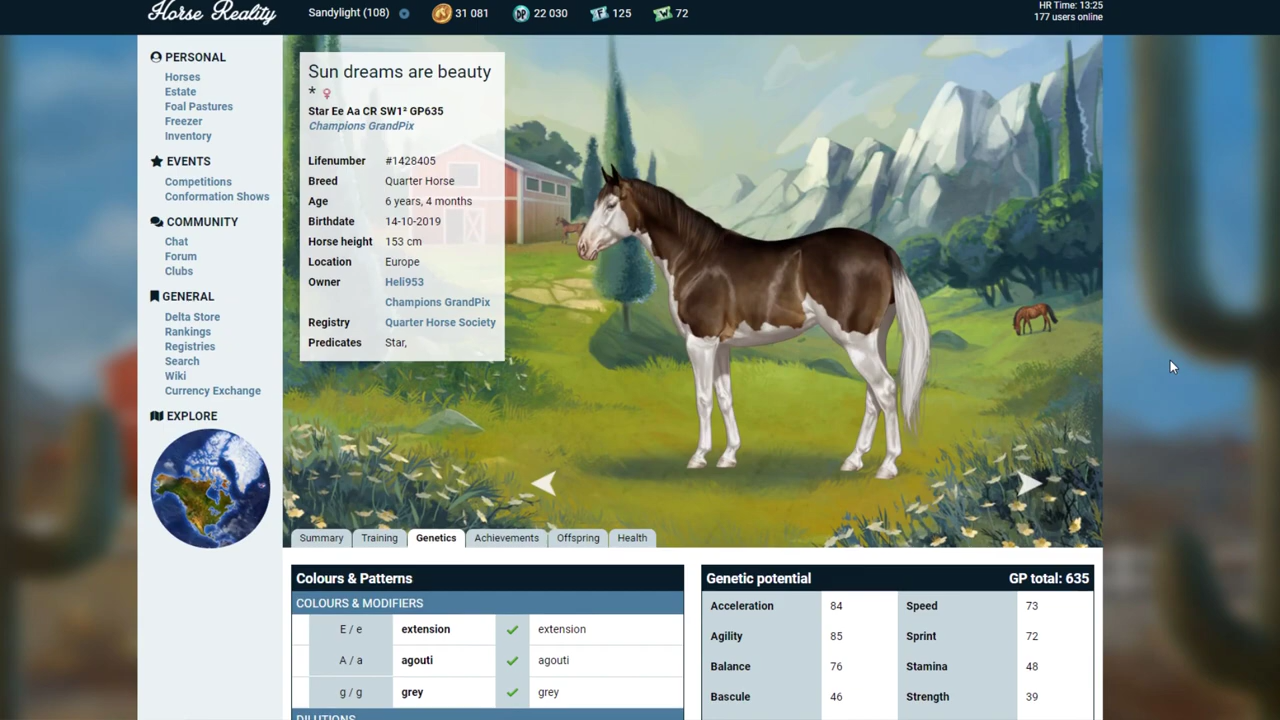 Horse Reality
Sandylight (108) 31 081 22 030 125 72
HR Time: 13:25
177 users online
PERSONAL
Horses
Estate
Foal Pastures
Freezer
Inventory
EVENTS
Competitions
Conformation Shows
COMMUNITY
Chat
Forum
Clubs
GENERAL
Delta Store
Rankings
Registries
Search
Wiki
Currency Exchange
EXPLORE
Sun dreams are beauty
* ♀
Star Ee Aa CR SW1² GP635
Champions GrandPix
Lifenumber #1428405
Breed Quarter Horse
Age 6 years, 4 months
Birthdate 14-10-2019
Horse height 153 cm
Location Europe
Owner Heli953
Champions GrandPix
Registry Quarter Horse Society
Predicates Star,
Summary Training Genetics Achievements Offspring Health
Colours & Patterns
COLOURS & MODIFIERS
E / e extension ✓ extension
A / a agouti ✓ agouti
g / g grey ✓ grey
DILUTIONS
Genetic potential GP total: 635
Acceleration 84 Speed 73
Agility 85 Sprint 72
Balance 76 Stamina 48
Bascule 46 Strength 39